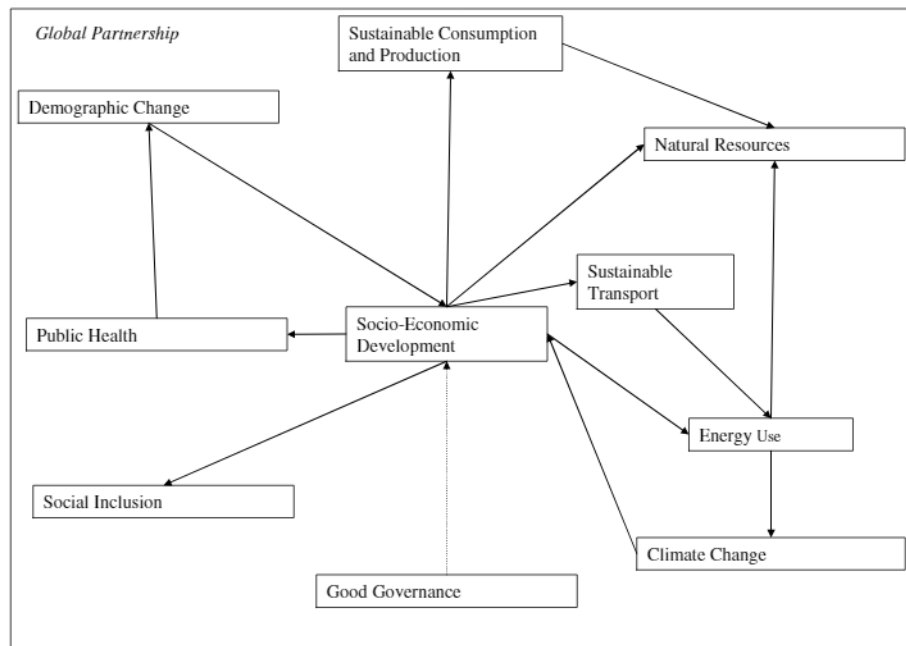 Global Partnership
Sustainable Consumption
and Production
Demographic Change
Natural Resources
Sustainable
Transport
Socio-Economic
Development
Public Health
Energy Use
Social Inclusion
Climate Change
Good Governance